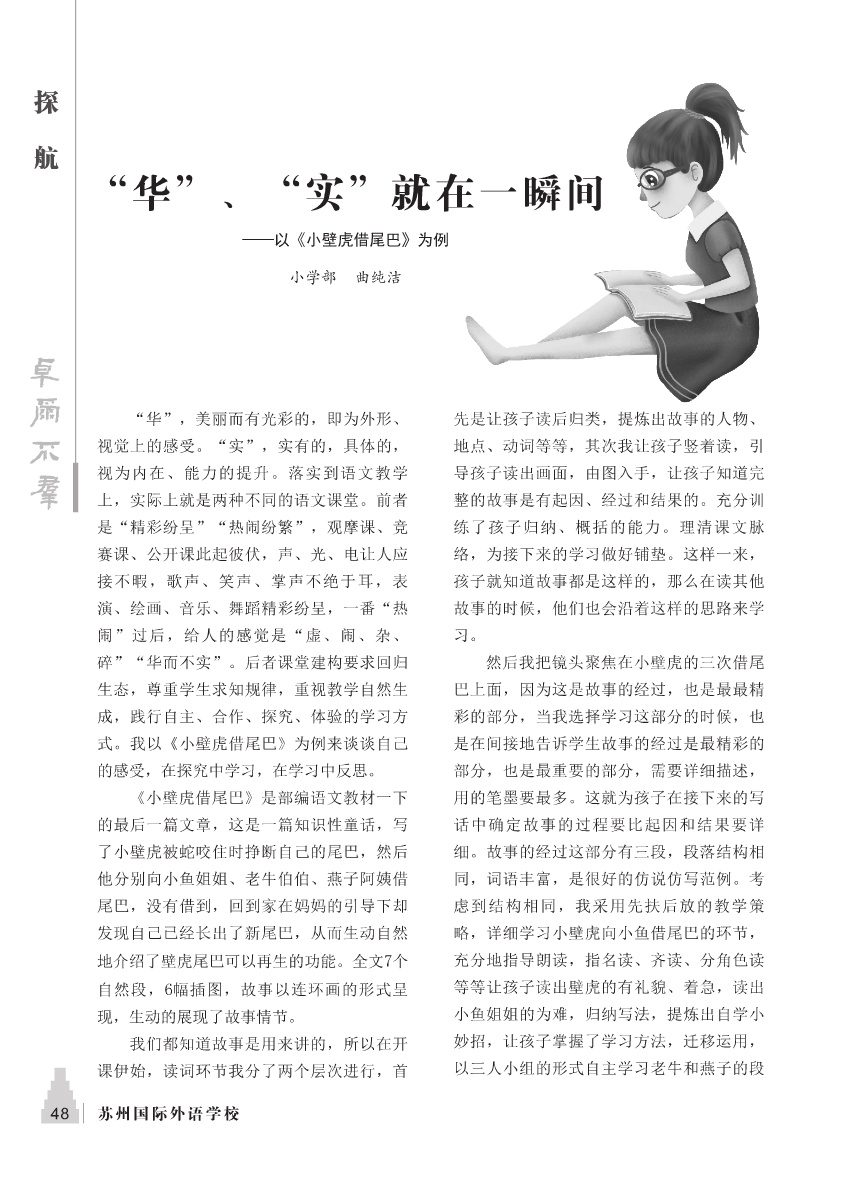 探
航
“华”、“实”就在一瞬间
——以《小壁虎借尾巴》为例
小学部 曲纯洁
卓
尔
不
群
“华”，美丽而有光彩的，即为外形、
视觉上的感受。“实”，实有的，具体的，
视为内在、能力的提升。落实到语文教学
上，实际上就是两种不同的语文课堂。前者
是“精彩纷呈”“热闹纷繁”，观摩课、竞
赛课、公开课此起彼伏，声、光、电让人应
接不暇，歌声、笑声、掌声不绝于耳，表
演、绘画、音乐、舞蹈精彩纷呈，一番“热
闹”过后，给人的感觉是“虚、闹、杂、
碎”“华而不实”。后者课堂建构要求回归
生态，尊重学生求知规律，重视教学自然生
成，践行自主、合作、探究、体验的学习方
式。我以《小壁虎借尾巴》为例来谈谈自己
的感受，在探究中学习，在学习中反思。
《小壁虎借尾巴》是部编语文教材一下
的最后一篇文章，这是一篇知识性童话，写
了小壁虎被蛇咬住时挣断自己的尾巴，然后
他分别向小鱼姐姐、老牛伯伯、燕子阿姨借
尾巴，没有借到，回到家在妈妈的引导下却
发现自己已经长出了新尾巴，从而生动自然
地介绍了壁虎尾巴可以再生的功能。全文7个
自然段，6幅插图，故事以连环画的形式呈
现，生动的展现了故事情节。
我们都知道故事是用来讲的，所以在开
课伊始，读词环节我分了两个层次进行，首
先是让孩子读后归类，提炼出故事的人物、
地点、动词等等，其次我让孩子竖着读，引
导孩子读出画面，由图入手，让孩子知道完
整的故事是有起因、经过和结果的。充分训
练了孩子归纳、概括的能力。理清课文脉
络，为接下来的学习做好铺垫。这样一来，
孩子就知道故事都是这样的，那么在读其他
故事的时候，他们也会沿着这样的思路来学
习。
然后我把镜头聚焦在小壁虎的三次借尾
巴上面，因为这是故事的经过，也是最最精
彩的部分，当我选择学习这部分的时候，也
是在间接地告诉学生故事的经过是最精彩的
部分，也是最重要的部分，需要详细描述，
用的笔墨要最多。这就为孩子在接下来的写
话中确定故事的过程要比起因和结果要详
细。故事的经过这部分有三段，段落结构相
同，词语丰富，是很好的仿说仿写范例。考
虑到结构相同，我采用先扶后放的教学策
略，详细学习小壁虎向小鱼借尾巴的环节，
充分地指导朗读，指名读、齐读、分角色读
等等让孩子读出壁虎的有礼貌、着急，读出
小鱼姐姐的为难，归纳写法，提炼出自学小
妙招，让孩子掌握了学习方法，迁移运用，
以三人小组的形式自主学习老牛和燕子的段
48 苏州国际外语学校